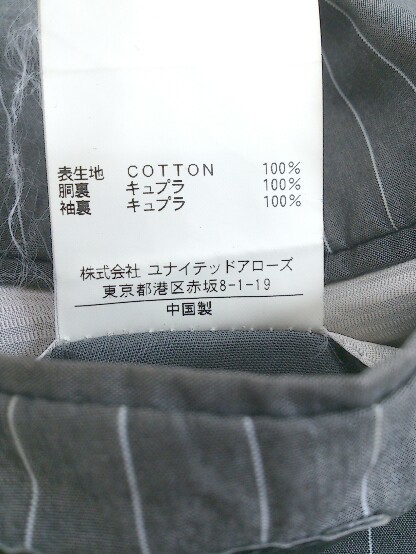 表生地 COTTON 100%
胴裏 キュプラ 100%
袖裏 キュプラ 100%
株式会社 ユナイテッドアローズ
東京都港区赤坂8-1-19
中国製